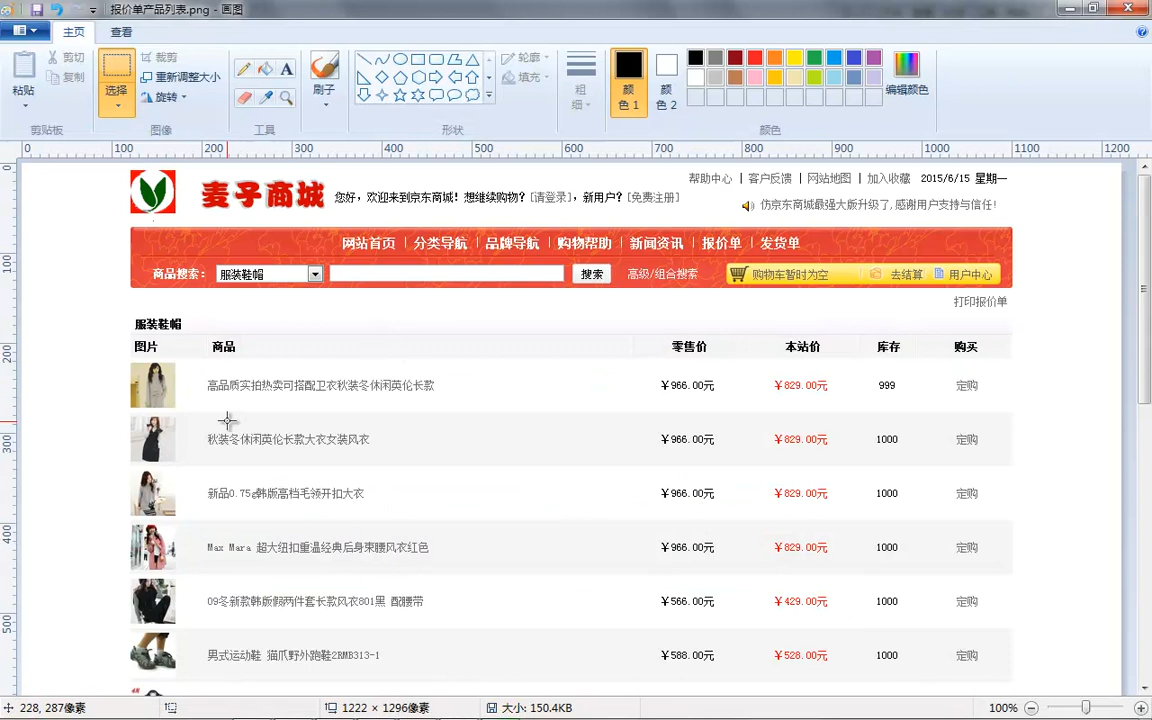 报价单产品列表.png - 画图
主页 查看
粘贴 剪切 复制 选择 裁剪 重新调整大小 旋转 A 刷子 轮廓 填充 粗细 颜色 1 颜色 2 编辑颜色
剪贴板 图像 工具 形状 颜色
0 100 200 300 400 500 600 700 800 900 1000 1100 1200
0 100 200 300 400 500
帮助中心 | 客户反馈 | 网站地图 | 加入收藏 2015/6/15 星期一
麦子商城 您好，欢迎来到京东商城！想继续购物？[请登录]，新用户？[免费注册]
仿京东商城最强大版升级了,感谢用户支持与信任!
网站首页 | 分类导航 | 品牌导航 | 购物帮助 | 新闻资讯 | 报价单 | 发货单
商品搜索： 服装鞋帽 搜索 高级/组合搜索 购物车暂时为空 去结算 用户中心
打印报价单
服装鞋帽
图片 商品 零售价 本站价 库存 购买
高品质实拍热卖可搭配卫衣秋装冬休闲英伦长款 ￥966.00元 ￥829.00元 999 定购
秋装冬休闲英伦长款大衣女装风衣 ￥966.00元 ￥829.00元 1000 定购
新品0.75g韩版高档毛领开扣大衣 ￥966.00元 ￥829.00元 1000 定购
Max Mara 超大纽扣重温经典后身束腰风衣红色 ￥966.00元 ￥829.00元 1000 定购
09冬新款韩版假两件套长款风衣801黑 配腰带 ￥566.00元 ￥429.00元 1000 定购
男式运动鞋 猫爪野外跑鞋2RMB313-1 ￥588.00元 ￥528.00元 1000 定购
228, 287像素 1222 × 1296像素 大小: 150.4KB 100%